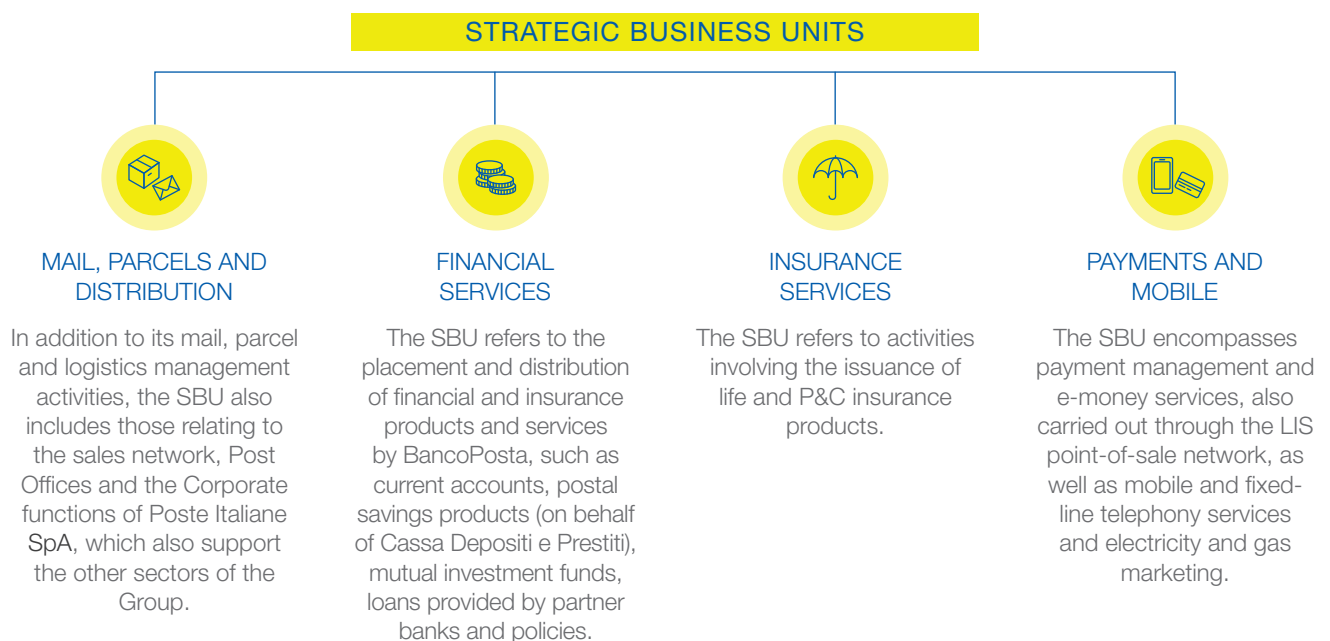 STRATEGIC BUSINESS UNITS
MAIL, PARCELS AND
DISTRIBUTION
In addition to its mail, parcel
and logistics management
activities, the SBU also
includes those relating to
the sales network, Post
Offices and the Corporate
functions of Poste Italiane
SpA, which also support
the other sectors of the
Group.
FINANCIAL
SERVICES
The SBU refers to the
placement and distribution
of financial and insurance
products and services
by BancoPosta, such as
current accounts, postal
savings products (on behalf
of Cassa Depositi e Prestiti),
mutual investment funds,
loans provided by partner
banks and policies.
INSURANCE
SERVICES
The SBU refers to activities
involving the issuance of
life and P&C insurance
products.
PAYMENTS AND
MOBILE
The SBU encompasses
payment management and
e-money services, also
carried out through the LIS
point-of-sale network, as
well as mobile and fixed-
line telephony services
and electricity and gas
marketing.